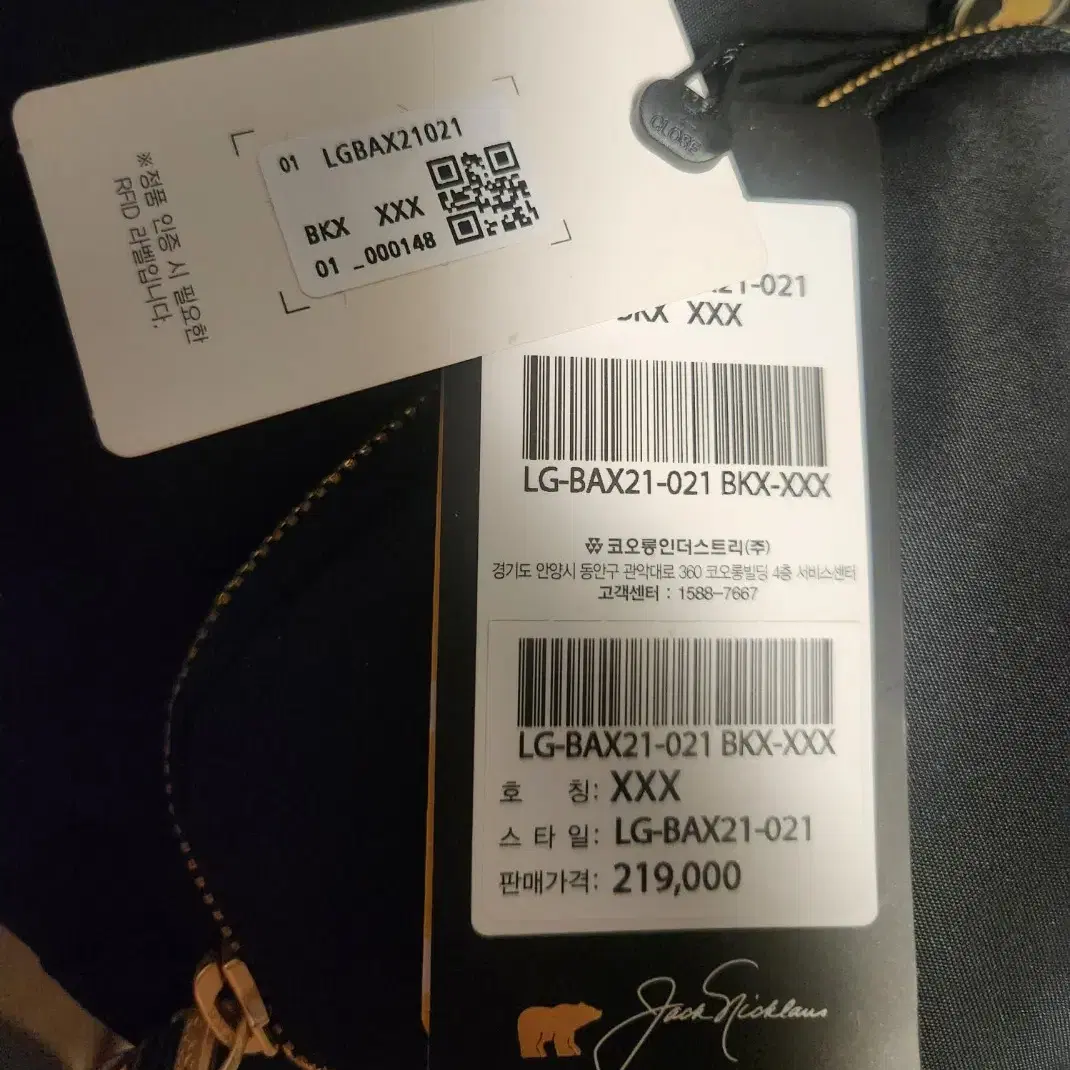 01 LGBAX21021
BKX XXX
01 _000148
※ 정품 인증 시 필요한
RFID 라벨입니다.
21-021
XXX
LG-BAX21-021 BKX-XXX
코오롱인더스트리(주)
경기도 안양시 동안구 관악대로 360 코오롱빌딩 4층 서비스센터
고객센터 : 1588-7667
LG-BAX21-021 BKX-XXX
호 칭: XXX
스타일: LG-BAX21-021
판매가격: 219,000
Jack Nicklaus